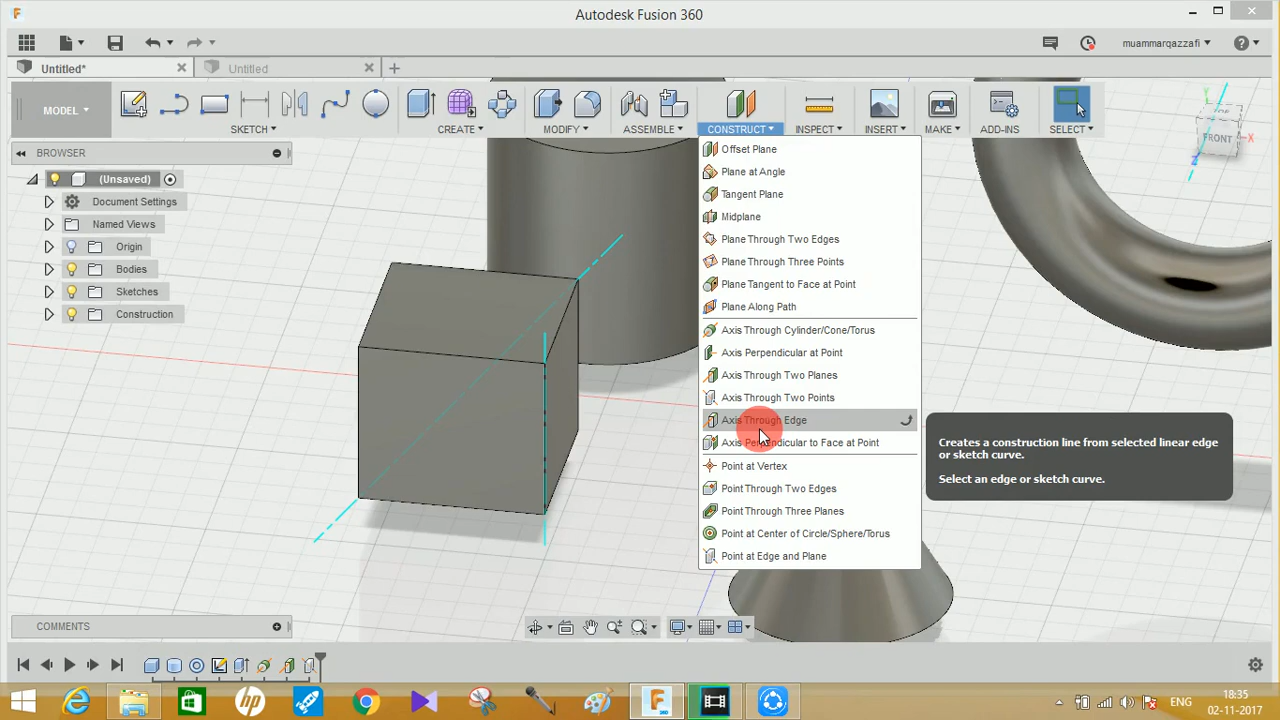 Autodesk Fusion 360
muammarqazzafi
Untitled*
Untitled
MODEL
SKETCH
CREATE
MODIFY
ASSEMBLE
CONSTRUCT
INSPECT
INSERT
MAKE
ADD-INS
SELECT
FRONT
X
Y
Z
BROWSER
(Unsaved)
Document Settings
Named Views
Origin
Bodies
Sketches
Construction
Offset Plane
Plane at Angle
Tangent Plane
Midplane
Plane Through Two Edges
Plane Through Three Points
Plane Tangent to Face at Point
Plane Along Path
Axis Through Cylinder/Cone/Torus
Axis Perpendicular at Point
Axis Through Two Planes
Axis Through Two Points
Axis Through Edge
Axis Perpendicular to Face at Point
Point at Vertex
Point Through Two Edges
Point Through Three Planes
Point at Center of Circle/Sphere/Torus
Point at Edge and Plane
Creates a construction line from selected linear edge
or sketch curve.
Select an edge or sketch curve.
COMMENTS
ENG
18:35
02-11-2017